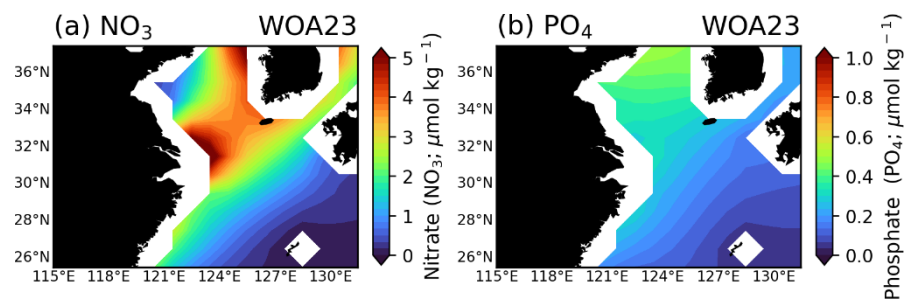 (a) NO₃ WOA23
36°N
34°N
32°N
30°N
28°N
26°N
115°E 118°E 121°E 124°E 127°E 130°E
5
4
3
2
1
0
Nitrate (NO₃; μmol kg⁻¹)
(b) PO₄ WOA23
36°N
34°N
32°N
30°N
28°N
26°N
115°E 118°E 121°E 124°E 127°E 130°E
1.0
0.8
0.6
0.4
0.2
0.0
Phosphate (PO₄; μmol kg⁻¹)